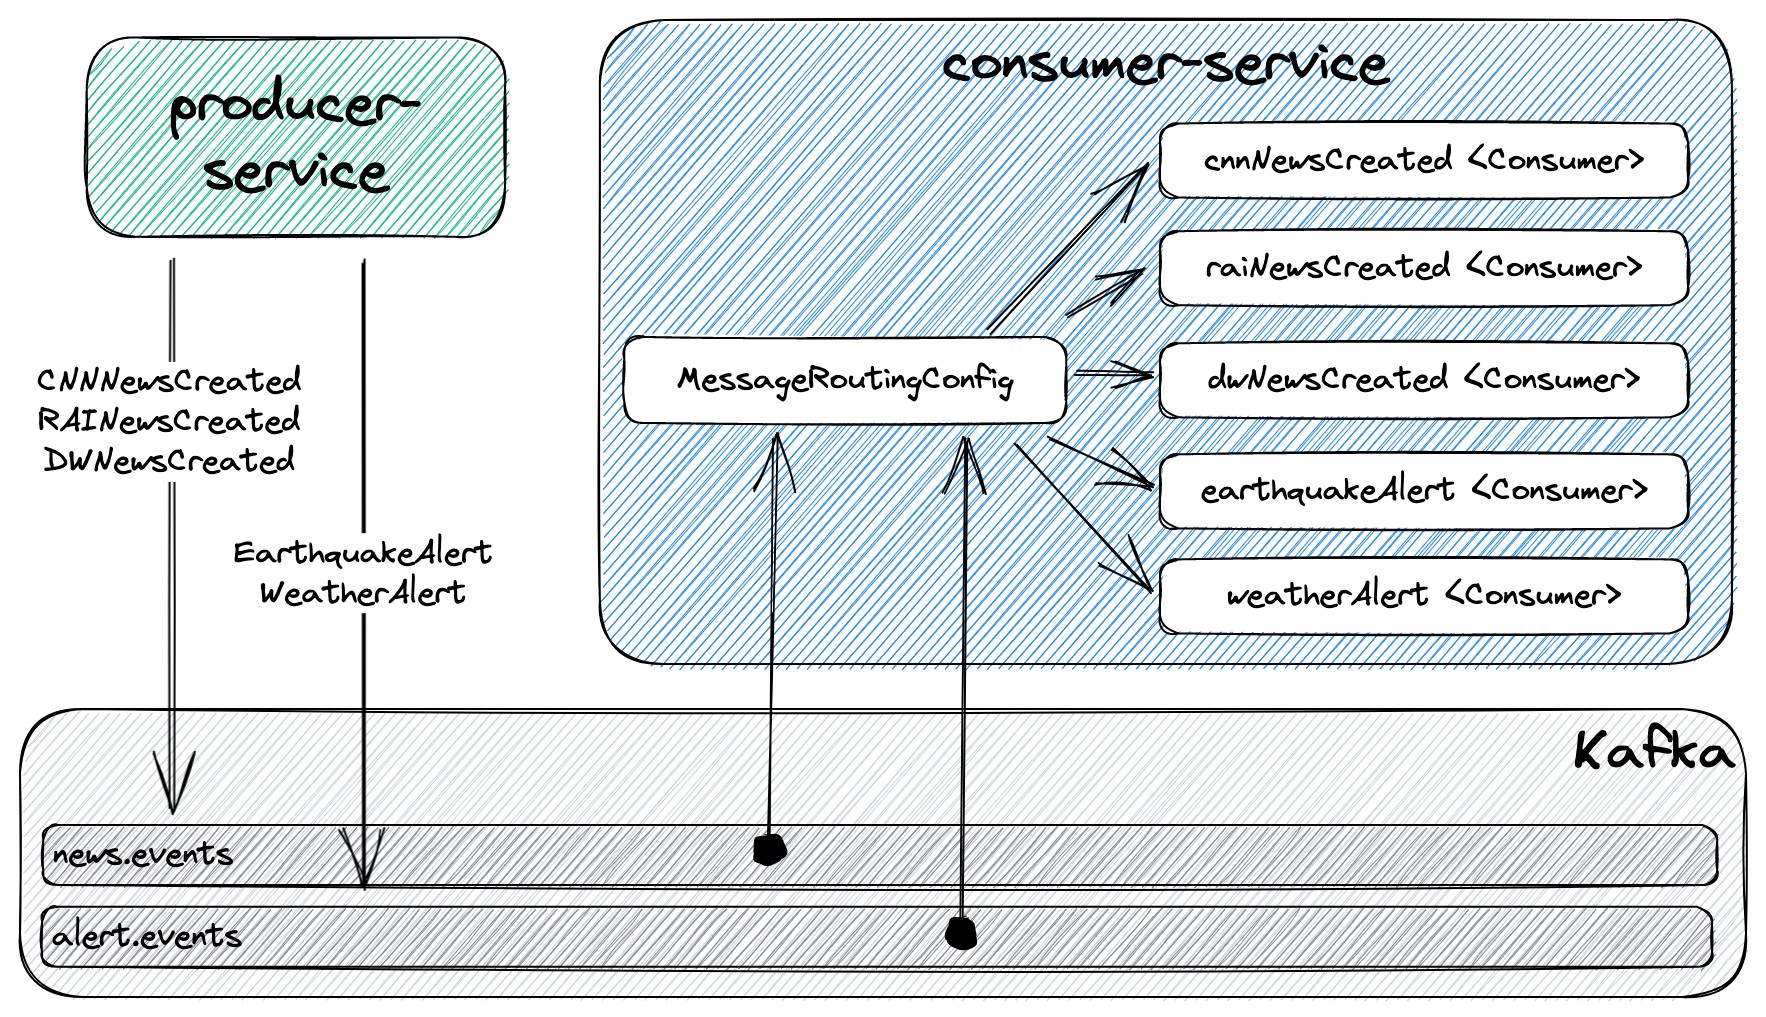 producer-
service
consumer-service
cnnNewsCreated <Consumer>
raiNewsCreated <Consumer>
MessageRoutingConfig
dwNewsCreated <Consumer>
earthquakeAlert <Consumer>
weatherAlert <Consumer>
CNNNewsCreated
RAINewsCreated
DWNewsCreated
EarthquakeAlert
WeatherAlert
Kafka
news.events
alert.events